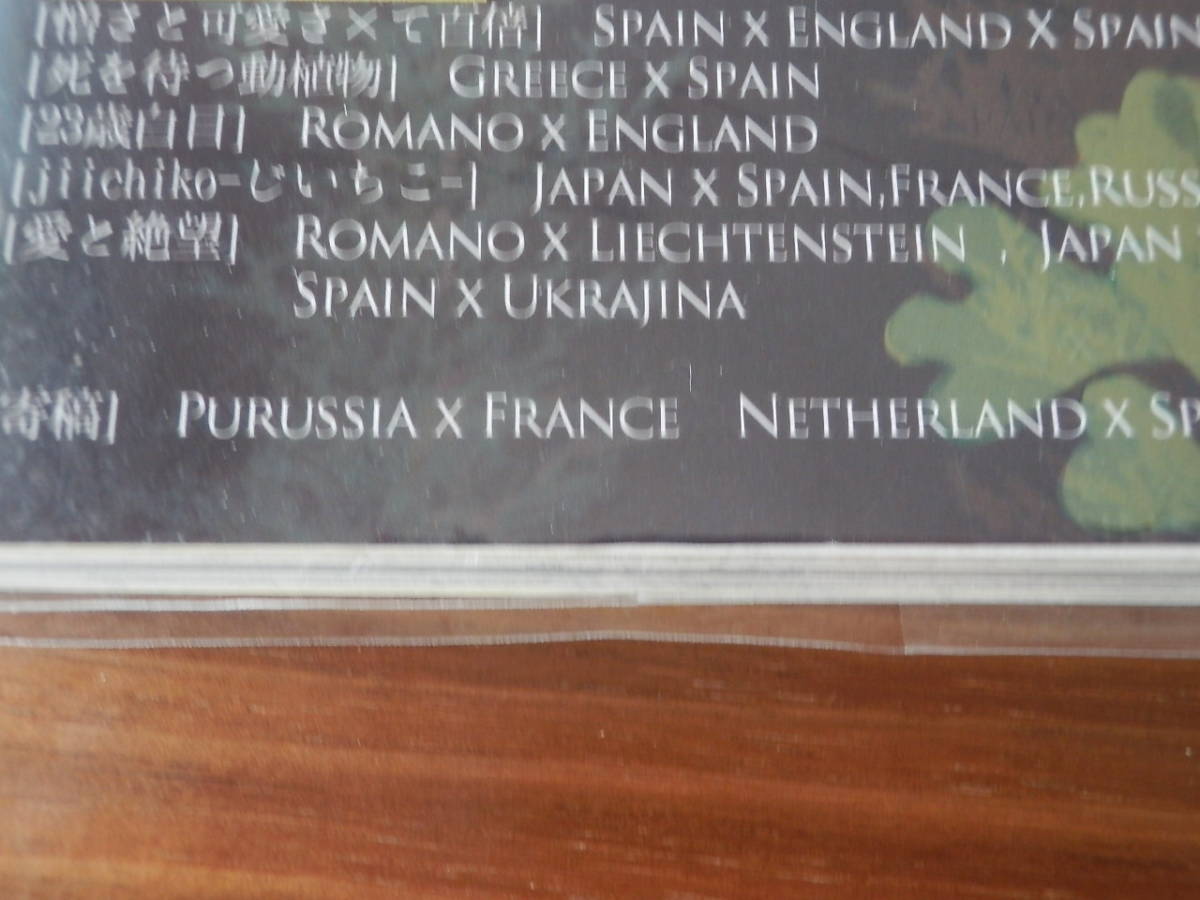 [憎さと可愛さ×て百倍] SPAIN X ENGLAND X SPAIN
[死を待つ動植物] GREECE X SPAIN
[23歳白目] ROMANO X ENGLAND
[jiichiko-じいちこ-] JAPAN X SPAIN,FRANCE,RUSS
[愛と絶望] ROMANO X LIECHTENSTEIN , JAPAN
SPAIN X UKRAJINA
寄稿] PURUSSIA X FRANCE NETHERLAND X SP